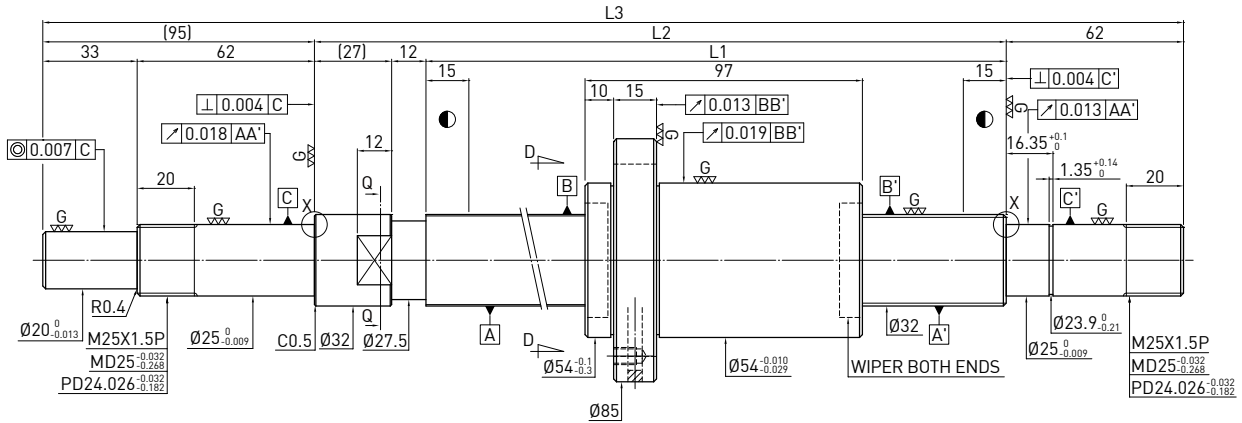 L3
(95)
L2
62
33
62
(27)
12
L1
15
97
15
⊥ 0.004 C'
⊥ 0.004 C
10
15
↗ 0.013 BB'
G
↗ 0.013 AA'
↗ 0.018 AA'
↗ 0.019 BB'
G
16.35 +0.1 0
◎ 0.007 C
G
12
D
1.35 +0.14 0
20
Q
G
20
G
G
C
X
B
B'
G
X
C'
G
R0.4
Q
A
A'
Ø20 0 -0.013
M25X1.5P
Ø25 0 -0.009
C0.5
Ø32
Ø27.5
D
Ø32
Ø23.9 0 -0.21
MD25 -0.032 -0.268
Ø54 -0.1 -0.3
Ø54 -0.010 -0.029
WIPER BOTH ENDS
Ø25 0 -0.009
M25X1.5P
PD24.026 -0.032 -0.182
MD25 -0.032 -0.268
PD24.026 -0.032 -0.182
Ø85